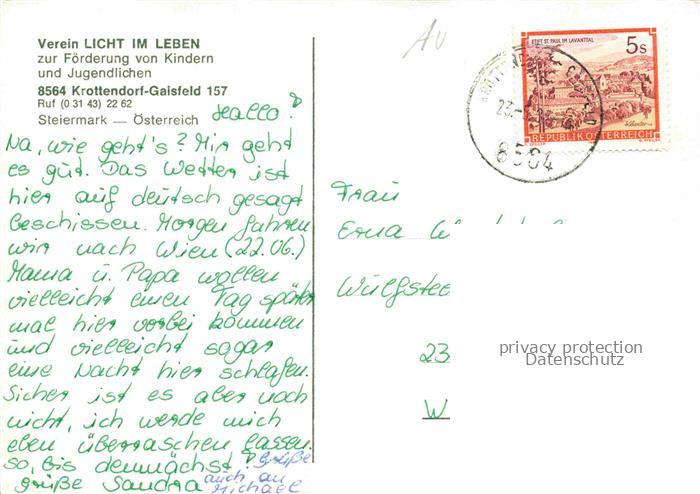 Verein LICHT IM LEBEN
zur Förderung von Kindern
und Jugendlichen
8564 Krottendorf-Gaisfeld 157
Ruf (0 31 43) 22 62
Steiermark — Österreich
Hallo!
Na, wie geht's? Mir geht
es gut. Das Wetter ist
hier auf deutsch gesagt
beschissen. Morgen fahren
wir nach Wien (22.06.)
Mama u. Papa wollen
vielleicht einen Tag später
mal hier vorbei kommen
und vielleicht sogar
eine Nacht hier schlafen.
Sicher ist es aber noch
nicht, ich werde mich
eben überraschen lassen.
so, bis demnächst!
Grüße Sandra
Grüße
auch an
Michael
STIFT ST. PAUL IM LAVANTTAL
5 S
REPUBLIK ÖSTERREICH
8564
Frau
Erna W
Wülfste
23
W
privacy protection
Datenschutz